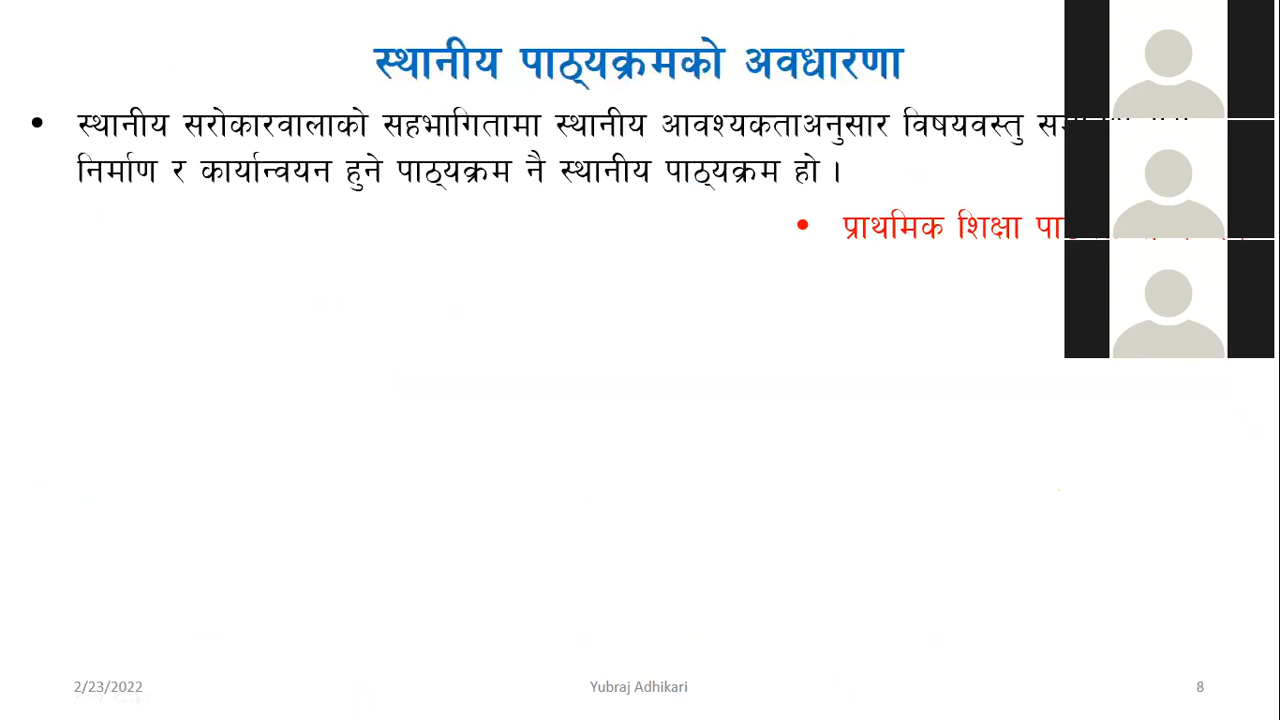 स्थानीय पाठ्यक्रमको अवधारणा
• स्थानीय सरोकारवालाको सहभागितामा स्थानीय आवश्यकताअनुसार विषयवस्तु
निर्माण र कार्यान्वयन हुने पाठ्यक्रम नै स्थानीय पाठ्यक्रम हो ।
• प्राथमिक शिक्षा
2/23/2022
Yubraj Adhikari
8